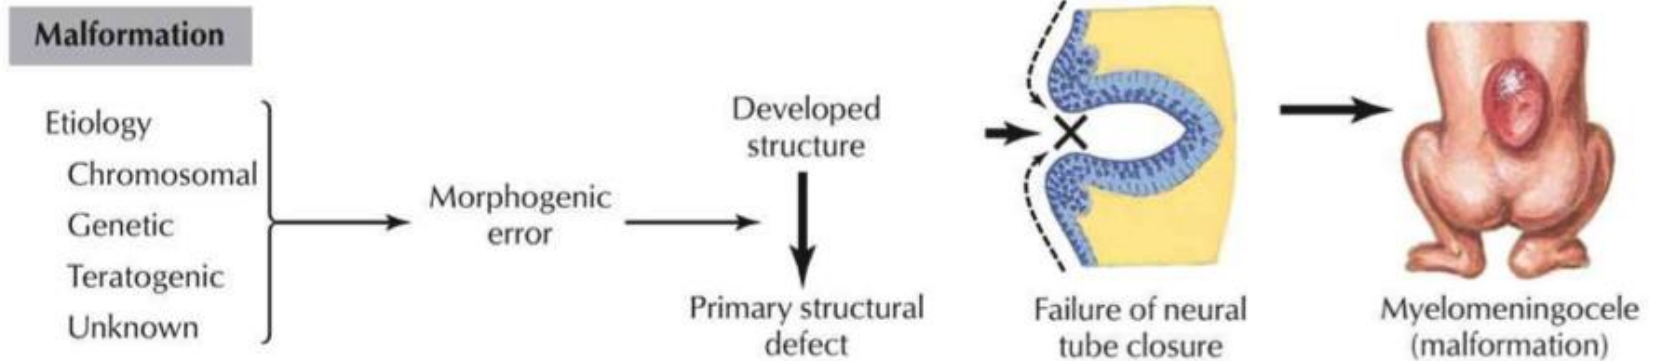 Malformation
Etiology
Chromosomal
Genetic
Teratogenic
Unknown
Morphogenic
error
Developed
structure
Primary structural
defect
Failure of neural
tube closure
Myelomeningocele
(malformation)